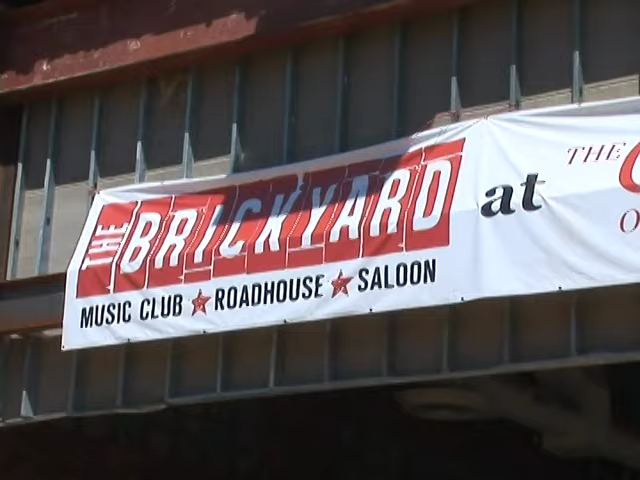 THE BRICKYARD
MUSIC CLUB ★ ROADHOUSE ★ SALOON
at
THE